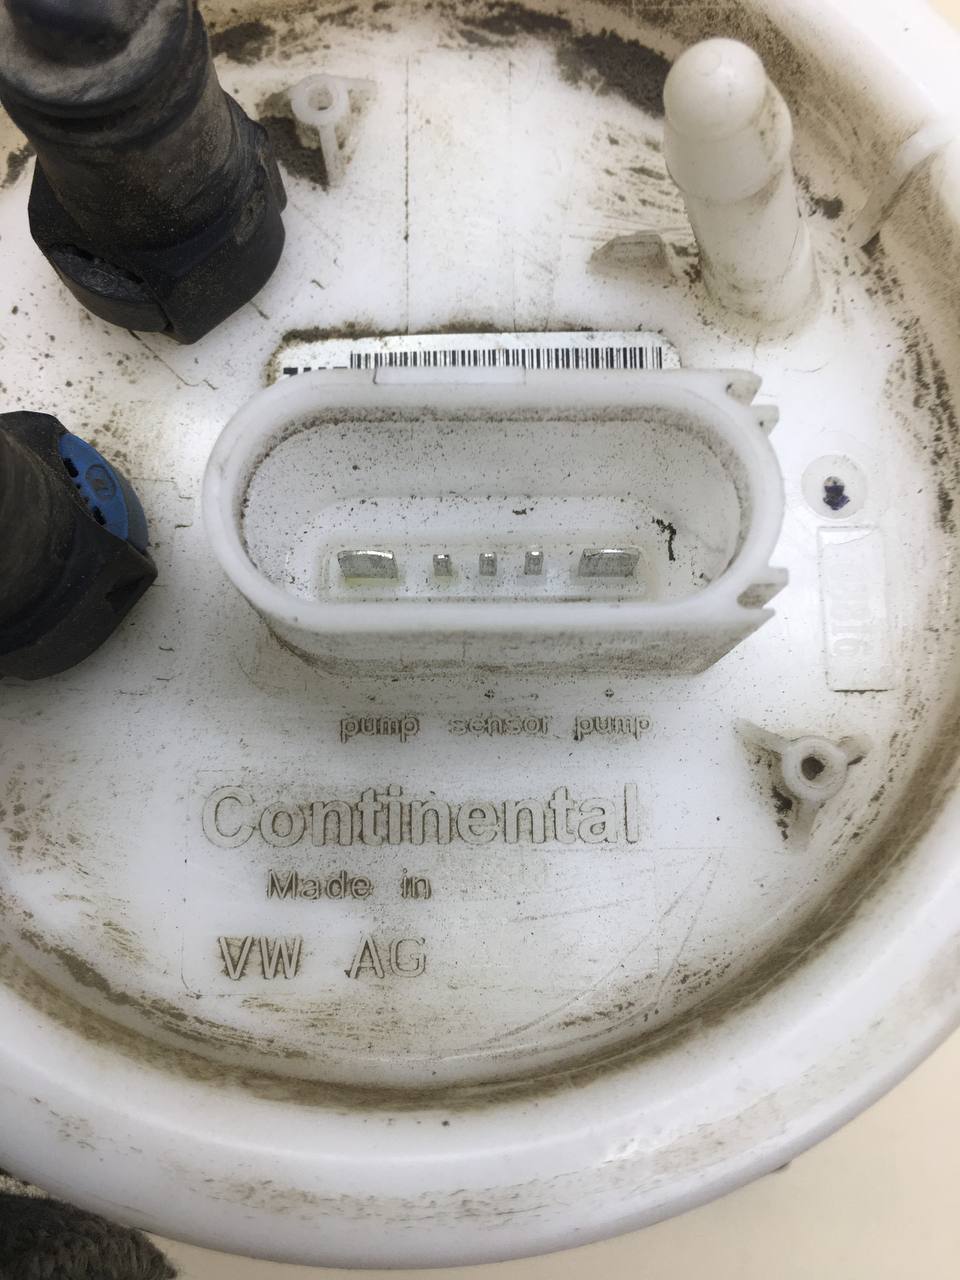 pump sensor pump
Continental
Made in
VW AG